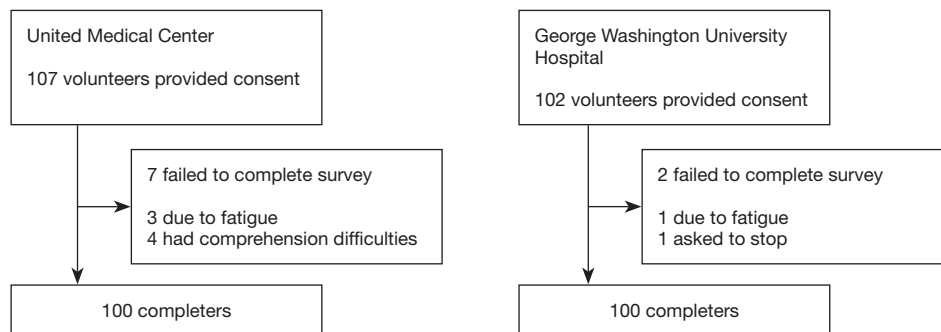 United Medical Center
107 volunteers provided consent
7 failed to complete survey
3 due to fatigue
4 had comprehension difficulties
100 completers
George Washington University
Hospital
102 volunteers provided consent
2 failed to complete survey
1 due to fatigue
1 asked to stop
100 completers